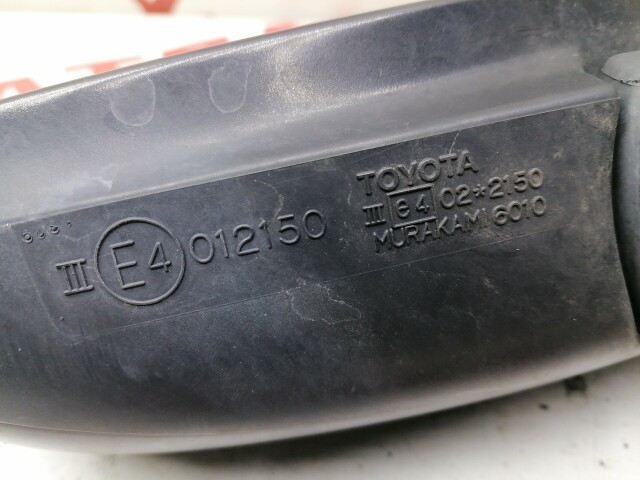 III E4 012150
TOYOTA
III e4 02*2150
MURAKAMI 6010